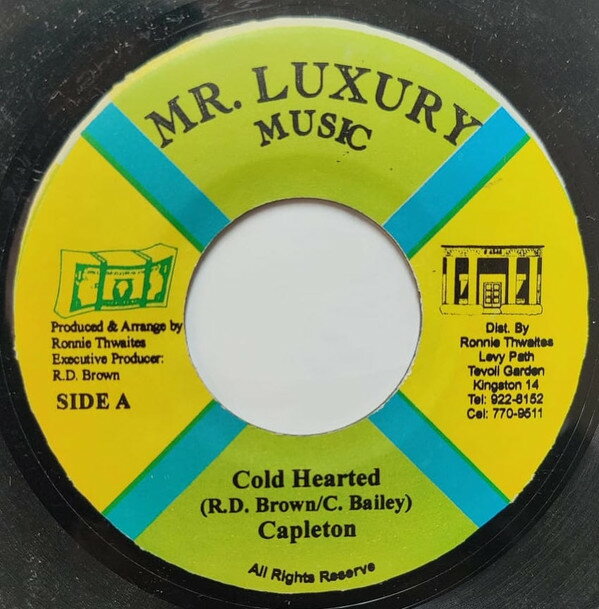 MR. LUXURY
MUSIC
Produced & Arrange by
Ronnie Thwaites
Executive Producer:
R.D. Brown
SIDE A
Dist. By
Ronnie Thwaites
Levy Path
Tevoli Garden
Kingston 14
Tel: 922-8152
Cel: 770-9511
Cold Hearted
(R.D. Brown/C. Bailey)
Capleton
All Rights Reserve